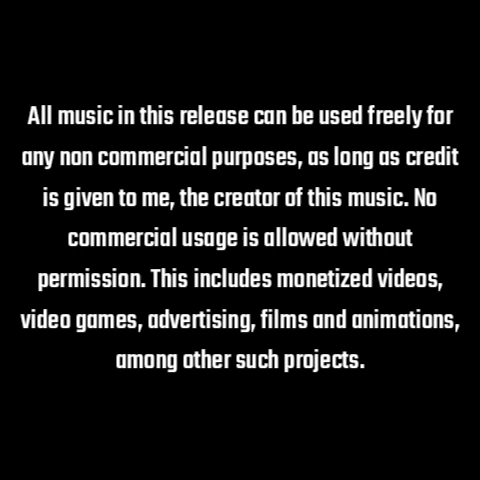 All music in this release can be used freely for
any non commercial purposes, as long as credit
is given to me, the creator of this music. No
commercial usage is allowed without
permission. This includes monetized videos,
video games, advertising, films and animations,
among other such projects.